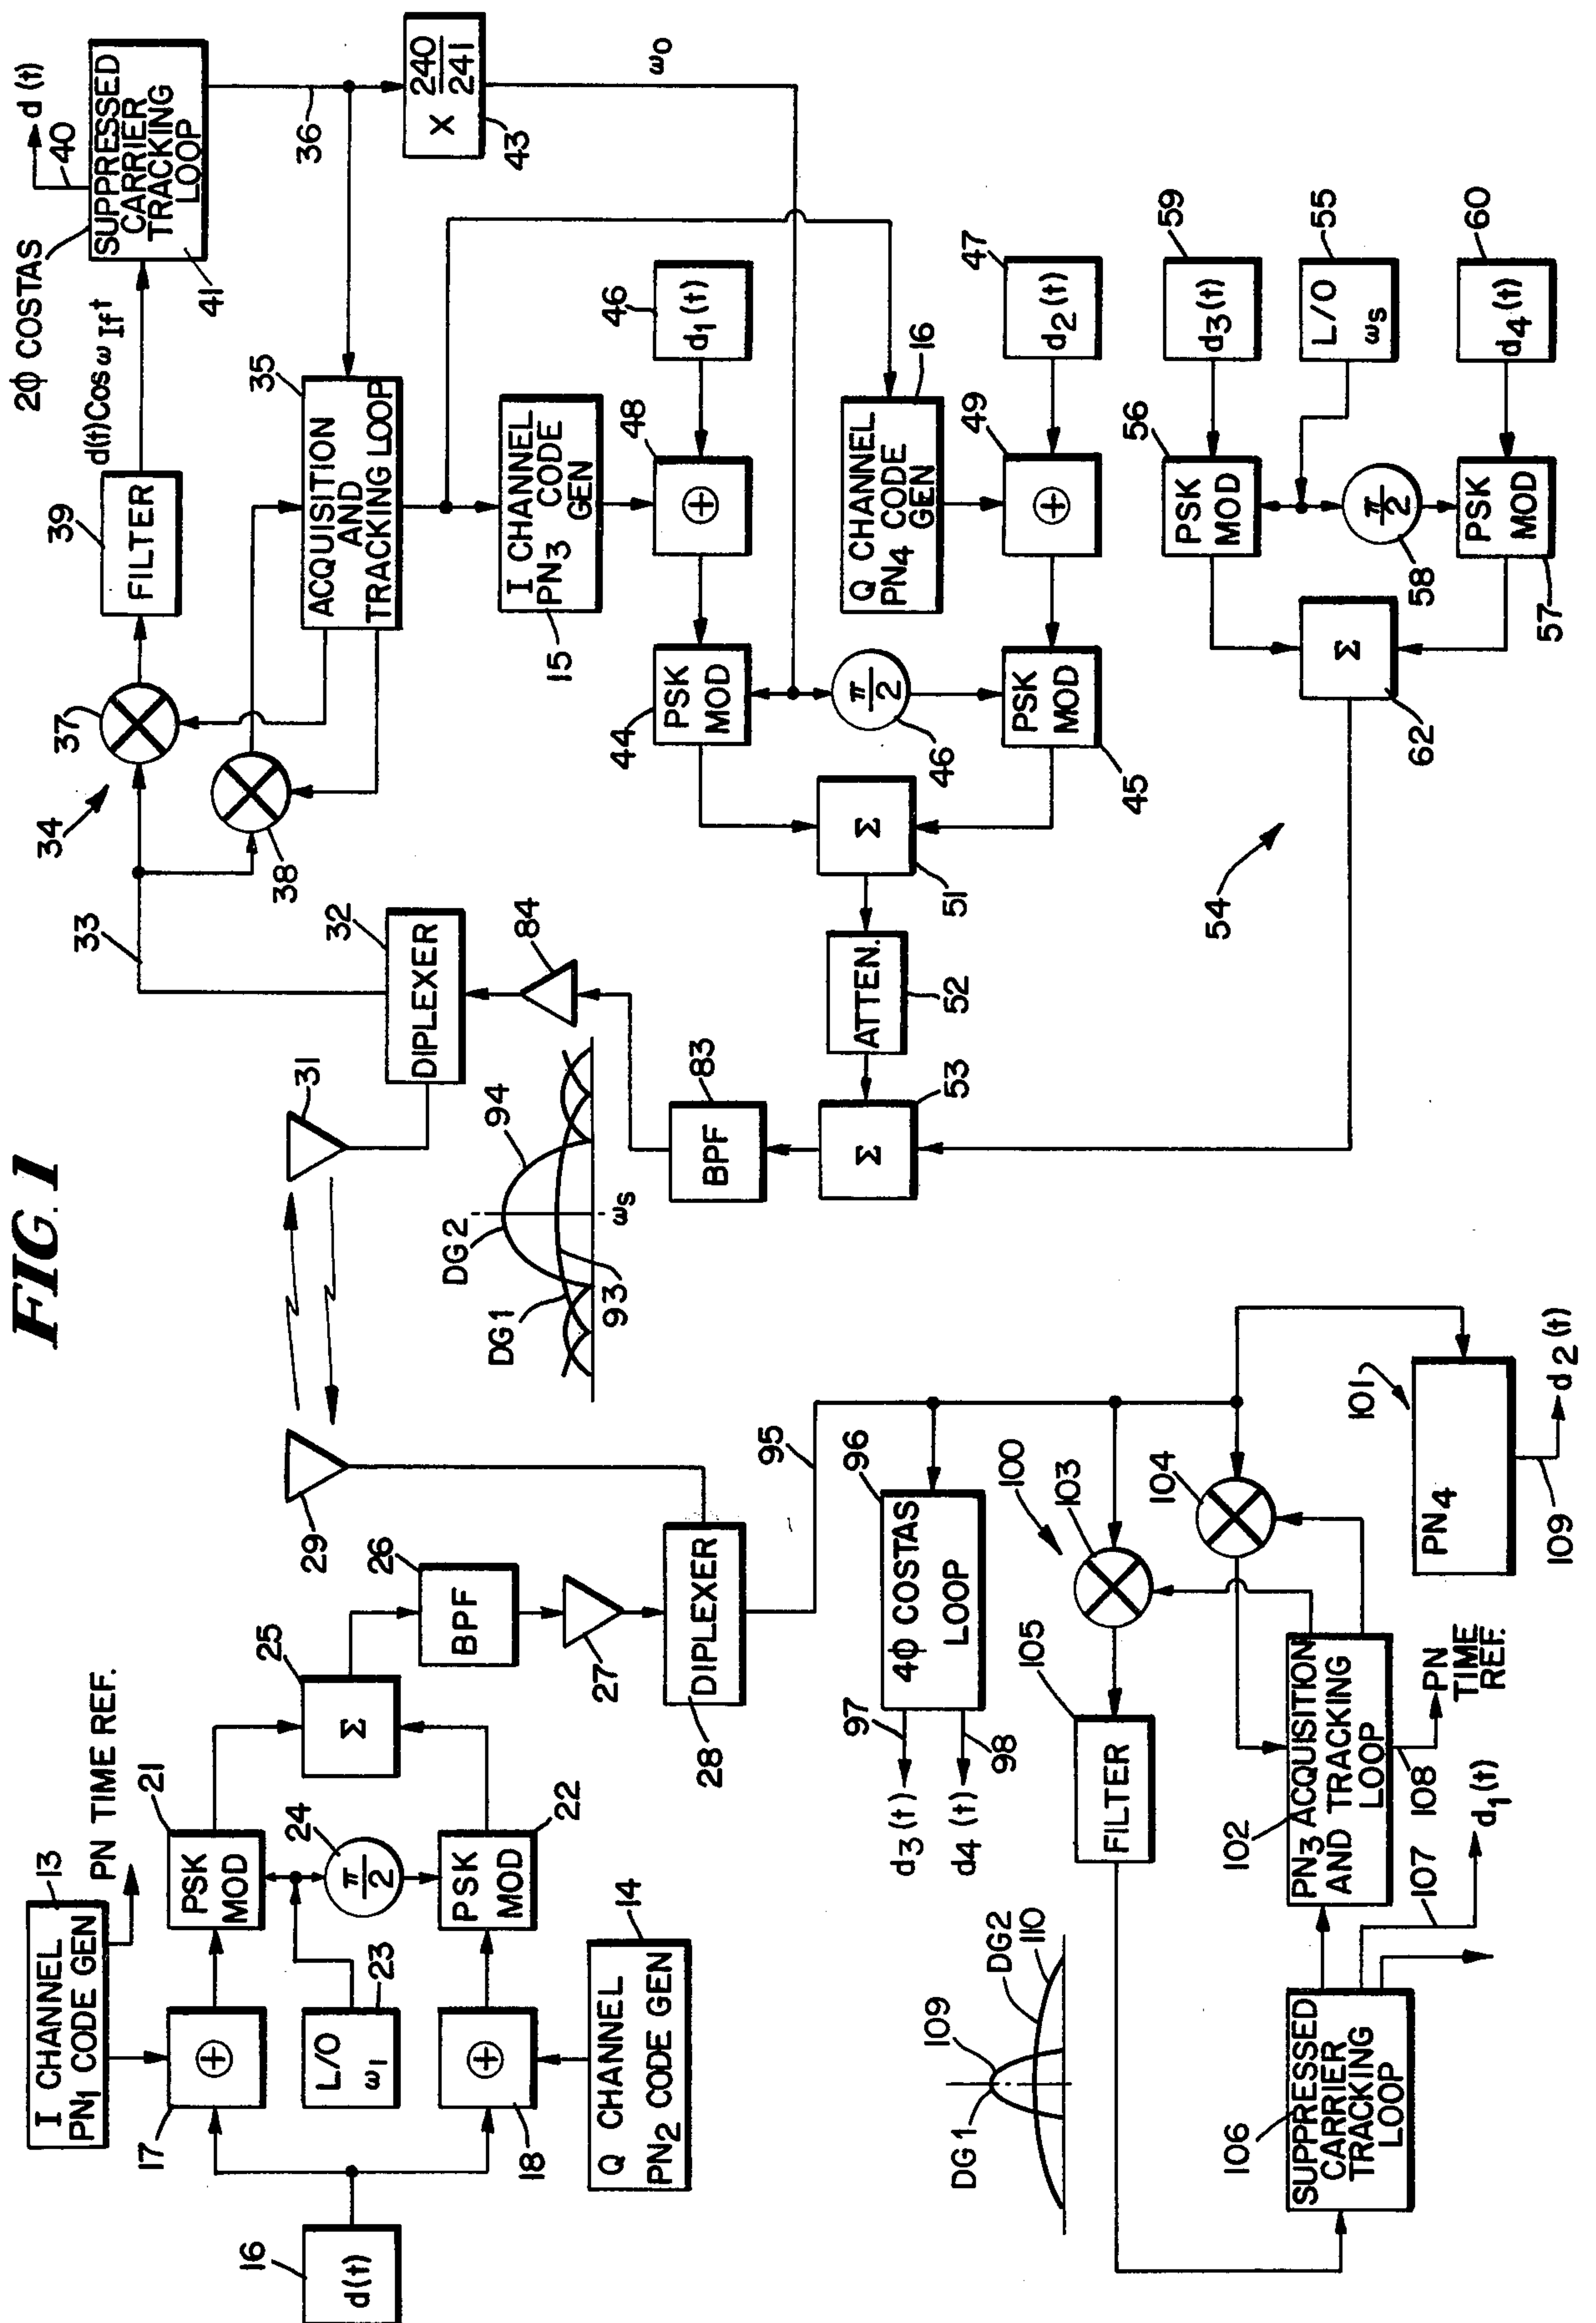 FIG. 1
16
d(t)
17
⊕
I CHANNEL
PN1 CODE GEN
13
PN TIME REF.
L/O
ω1
23
18
⊕
Q CHANNEL
PN2 CODE GEN
14
21
PSK
MOD
24
π/2
PSK
MOD
22
25
Σ
26
BPF
27
DIPLEXER
28
29
31
DIPLEXER
32
33
84
34
37
38
39
FILTER
d(t)Cos ω If t
2Φ COSTAS
SUPPRESSED
CARRIER
TRACKING
LOOP
41
40
d(t)
36
X 240/241
43
ω0
35
ACQUISITION
AND
TRACKING LOOP
I CHANNEL
PN3 CODE
GEN
15
46
d1(t)
48
⊕
44
PSK
MOD
π/2
46
Q CHANNEL
PN4 CODE
GEN
16
47
d2(t)
49
⊕
PSK
MOD
45
Σ
51
ATTEN.
52
Σ
53
BPF
83
DG2
94
DG1
93
ωs
54
59
d3(t)
L/O
ωs
55
d4(t)
60
56
PSK
MOD
π/2
58
PSK
MOD
57
Σ
62
95
96
4Φ COSTAS
LOOP
97
d3(t)
98
d4(t)
100
103
104
101
PN4
109
d2(t)
105
FILTER
102
PN3 ACQUISITION
AND TRACKING
LOOP
108
PN
TIME
REF.
107
d1(t)
106
SUPPRESSED
CARRIER
TRACKING
LOOP
109
DG1
DG2
110